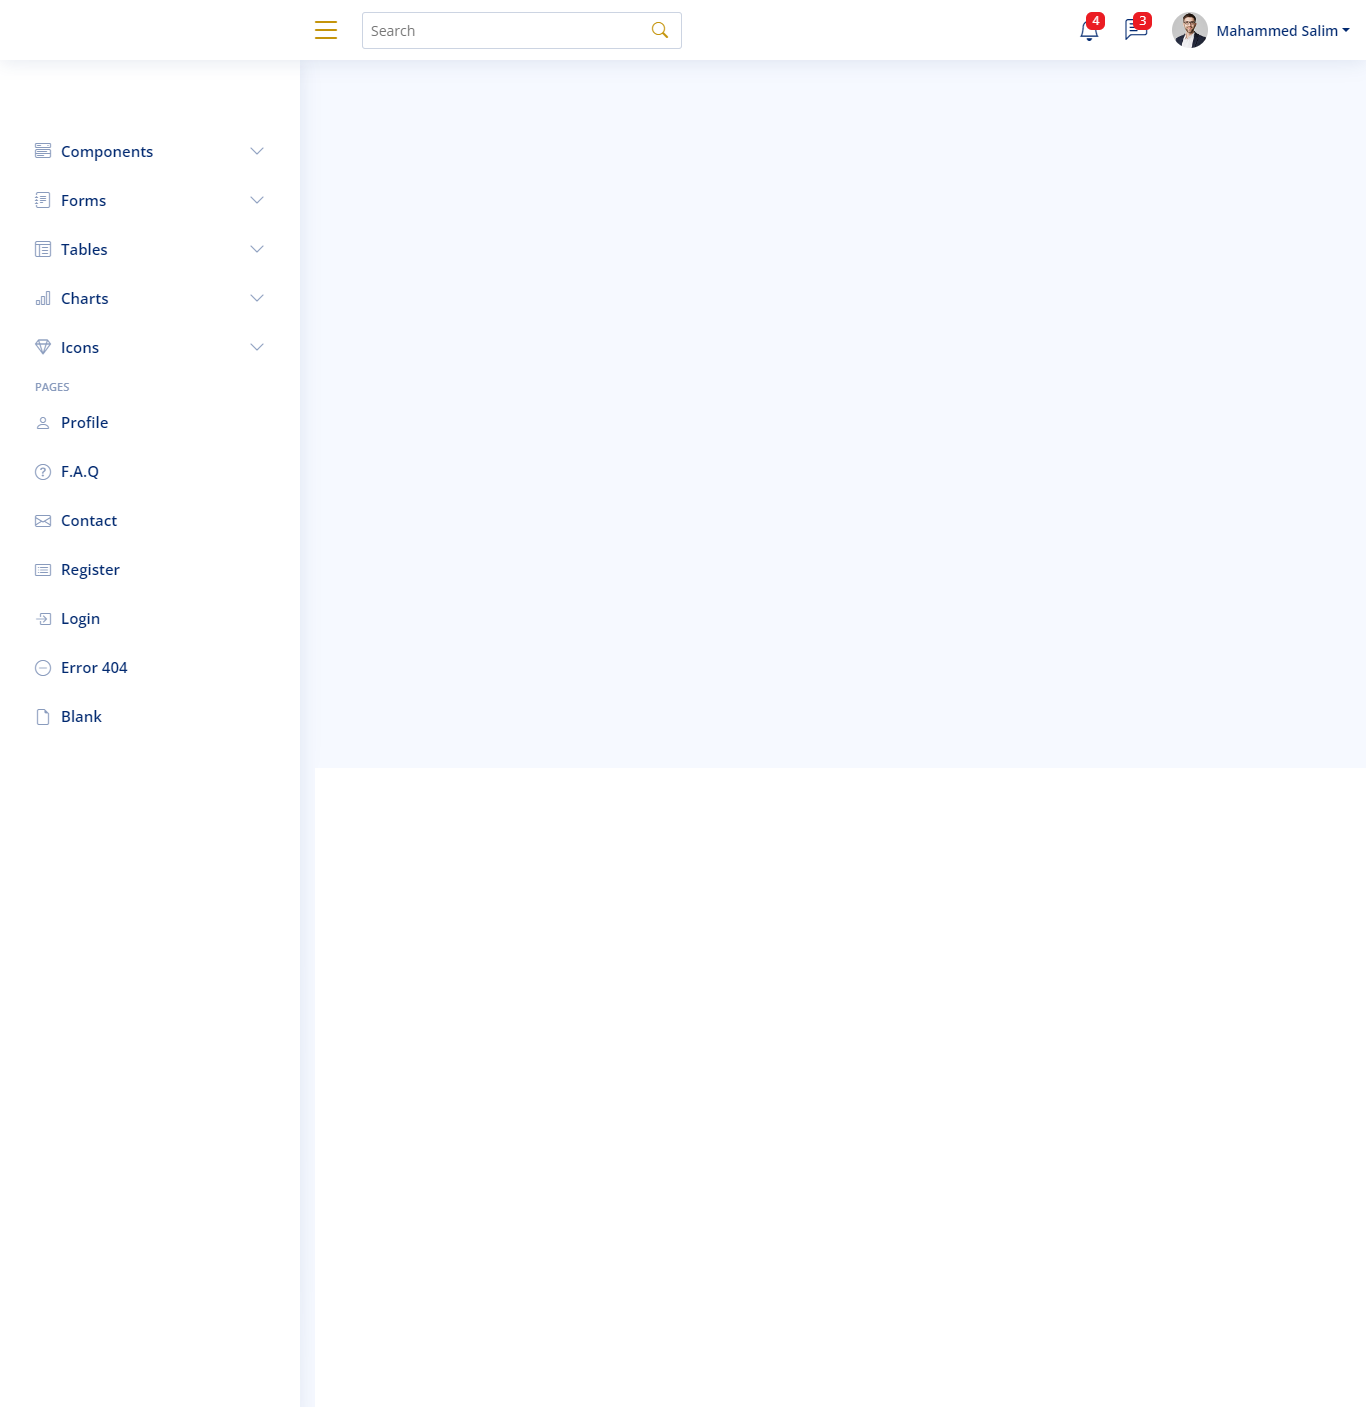 Search
4
3
Mahammed Salim
Components
Forms
Tables
Charts
Icons
PAGES
Profile
F.A.Q
Contact
Register
Login
Error 404
Blank